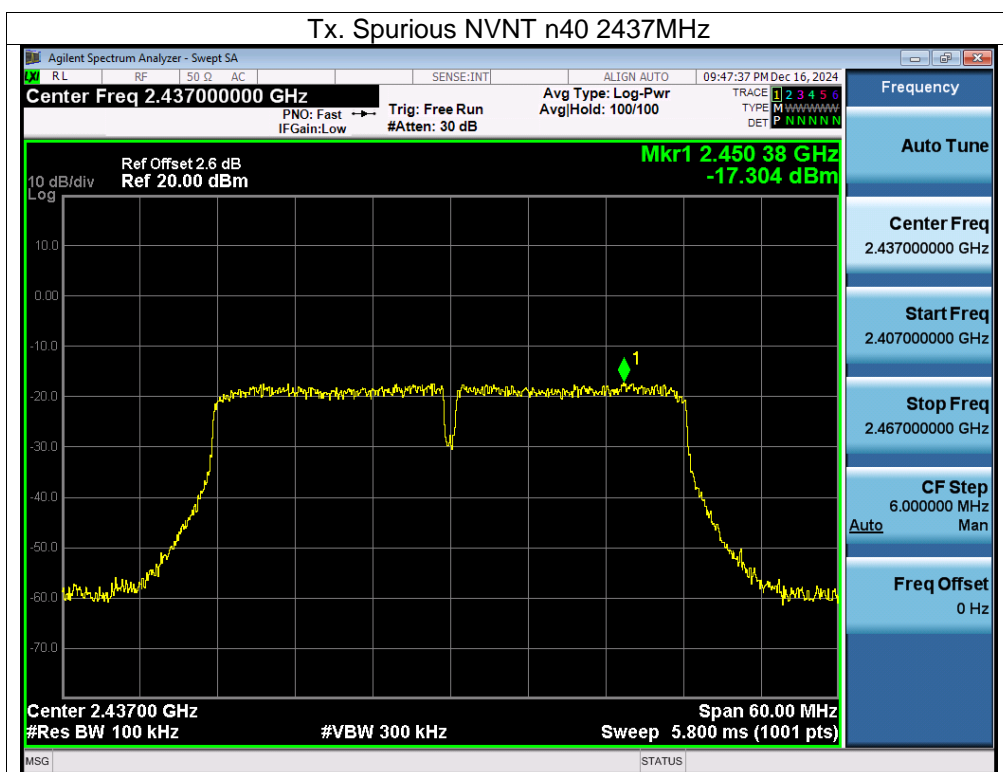 Tx. Spurious NVNT n40 2437MHz
Agilent Spectrum Analyzer - Swept SA
LXI RL RF 50 Ω AC SENSE:INT ALIGN AUTO 09:47:37 PM Dec 16, 2024
Center Freq 2.437000000 GHz
PNO: Fast
IFGain:Low
Trig: Free Run
#Atten: 30 dB
Avg Type: Log-Pwr
Avg|Hold: 100/100
TRACE 1 2 3 4 5 6
TYPE M WWWWW
DET P N N N N N
Ref Offset 2.6 dB
Ref 20.00 dBm
10 dB/div
Log
Mkr1 2.450 38 GHz
-17.304 dBm
10.0
0.00
-10.0
-20.0
-30.0
-40.0
-50.0
-60.0
-70.0
1
Center 2.43700 GHz
Span 60.00 MHz
#Res BW 100 kHz
#VBW 300 kHz
Sweep 5.800 ms (1001 pts)
MSG
STATUS
Frequency
Auto Tune
Center Freq
2.437000000 GHz
Start Freq
2.407000000 GHz
Stop Freq
2.467000000 GHz
CF Step
6.000000 MHz
Auto Man
Freq Offset
0 Hz